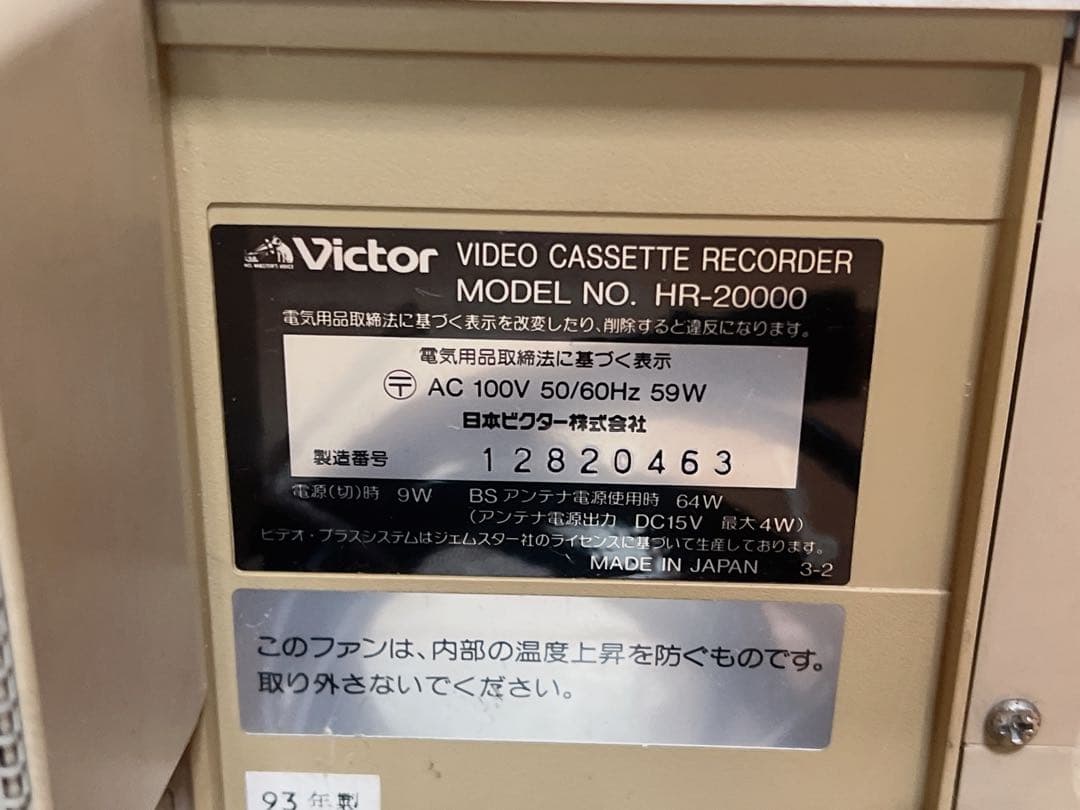 Victor VIDEO CASSETTE RECORDER
MODEL NO. HR-20000
電気用品取締法に基づく表示を改変したり、削除すると違反になります。
電気用品取締法に基づく表示
〒 AC 100V 50/60Hz 59W
日本ビクター株式会社
製造番号 12820463
電源(切)時 9W BSアンテナ電源使用時 64W
(アンテナ電源出力 DC15V 最大4W)
ビデオ・プラスシステムはジェムスター社のライセンスに基づいて生産しております。
MADE IN JAPAN 3-2
このファンは、内部の温度上昇を防ぐものです。
取り外さないでください。
93年製